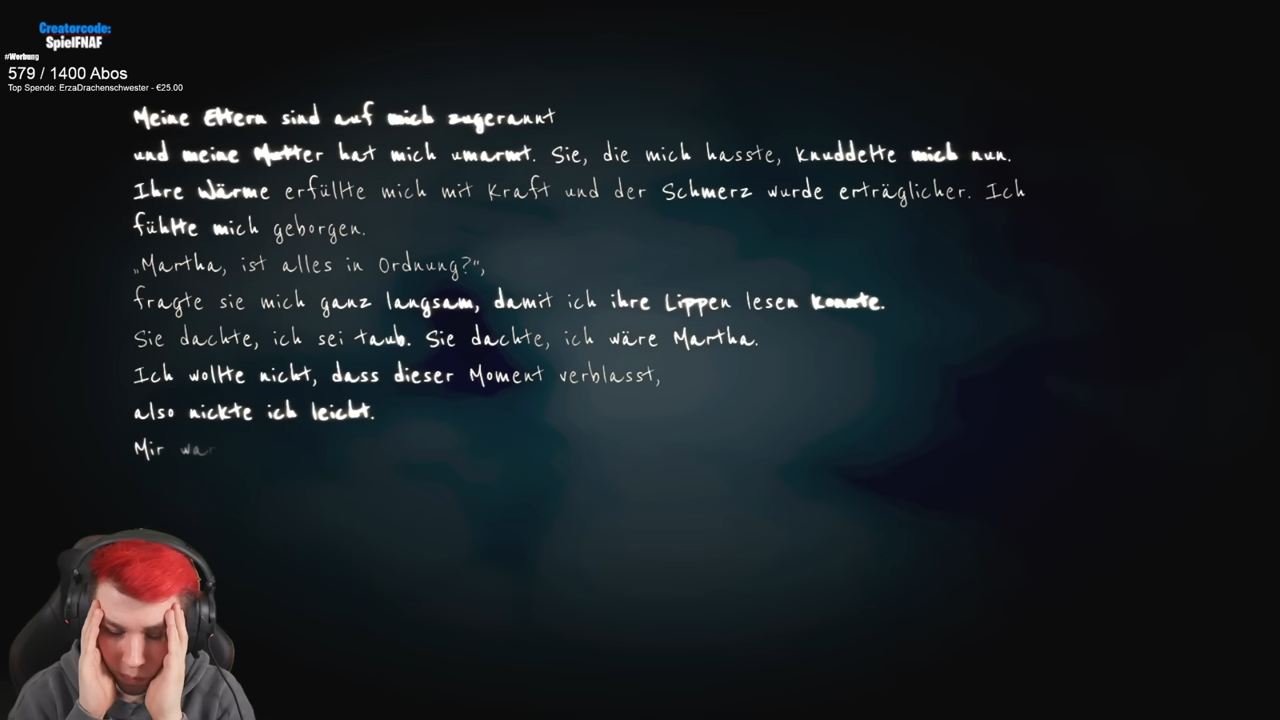 Creatorcode:
SpielFNAF
#Werbung
579 / 1400 Abos
Top Spende: ErzaDrachenschwester - €25.00
Meine Eltern sind auf mich zugerannt
und meine Mutter hat mich umarmt. Sie, die mich hasste, knuddelte mich nun.
Ihre Wärme erfüllte mich mit Kraft und der Schmerz wurde erträglicher. Ich
fühlte mich geborgen.
„Martha, ist alles in Ordnung?“,
fragte sie mich ganz langsam, damit ich ihre Lippen lesen konnte.
Sie dachte, ich sei taub. Sie dachte, ich wäre Martha.
Ich wollte nicht, dass dieser Moment verblasst,
also nickte ich leicht.
Mir war